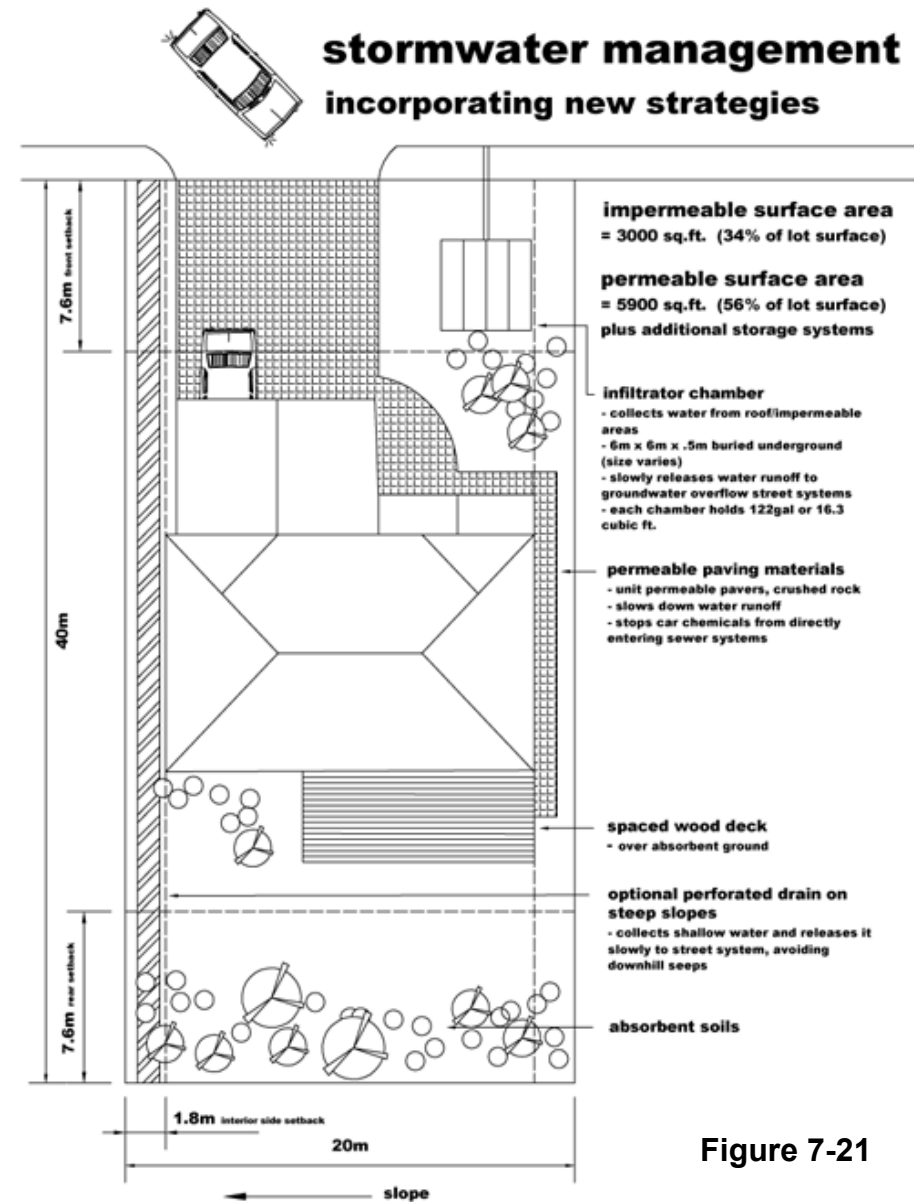 stormwater management
incorporating new strategies
impermeable surface area
= 3000 sq.ft. (34% of lot surface)
permeable surface area
= 5900 sq.ft. (56% of lot surface)
plus additional storage systems
7.6m front setback
infiltrator chamber
- collects water from roof/impermeable
areas
- 6m x 6m x .5m buried underground
(size varies)
- slowly releases water runoff to
groundwater overflow street systems
- each chamber holds 122gal or 16.3
cubic ft.
permeable paving materials
- unit permeable pavers, crushed rock
- slows down water runoff
- stops car chemicals from directly
entering sewer systems
40m
spaced wood deck
- over absorbent ground
optional perforated drain on
steep slopes
- collects shallow water and releases it
slowly to street system, avoiding
downhill seeps
7.6m rear setback
absorbent soils
1.8m interior side setback
20m
Figure 7-21
slope